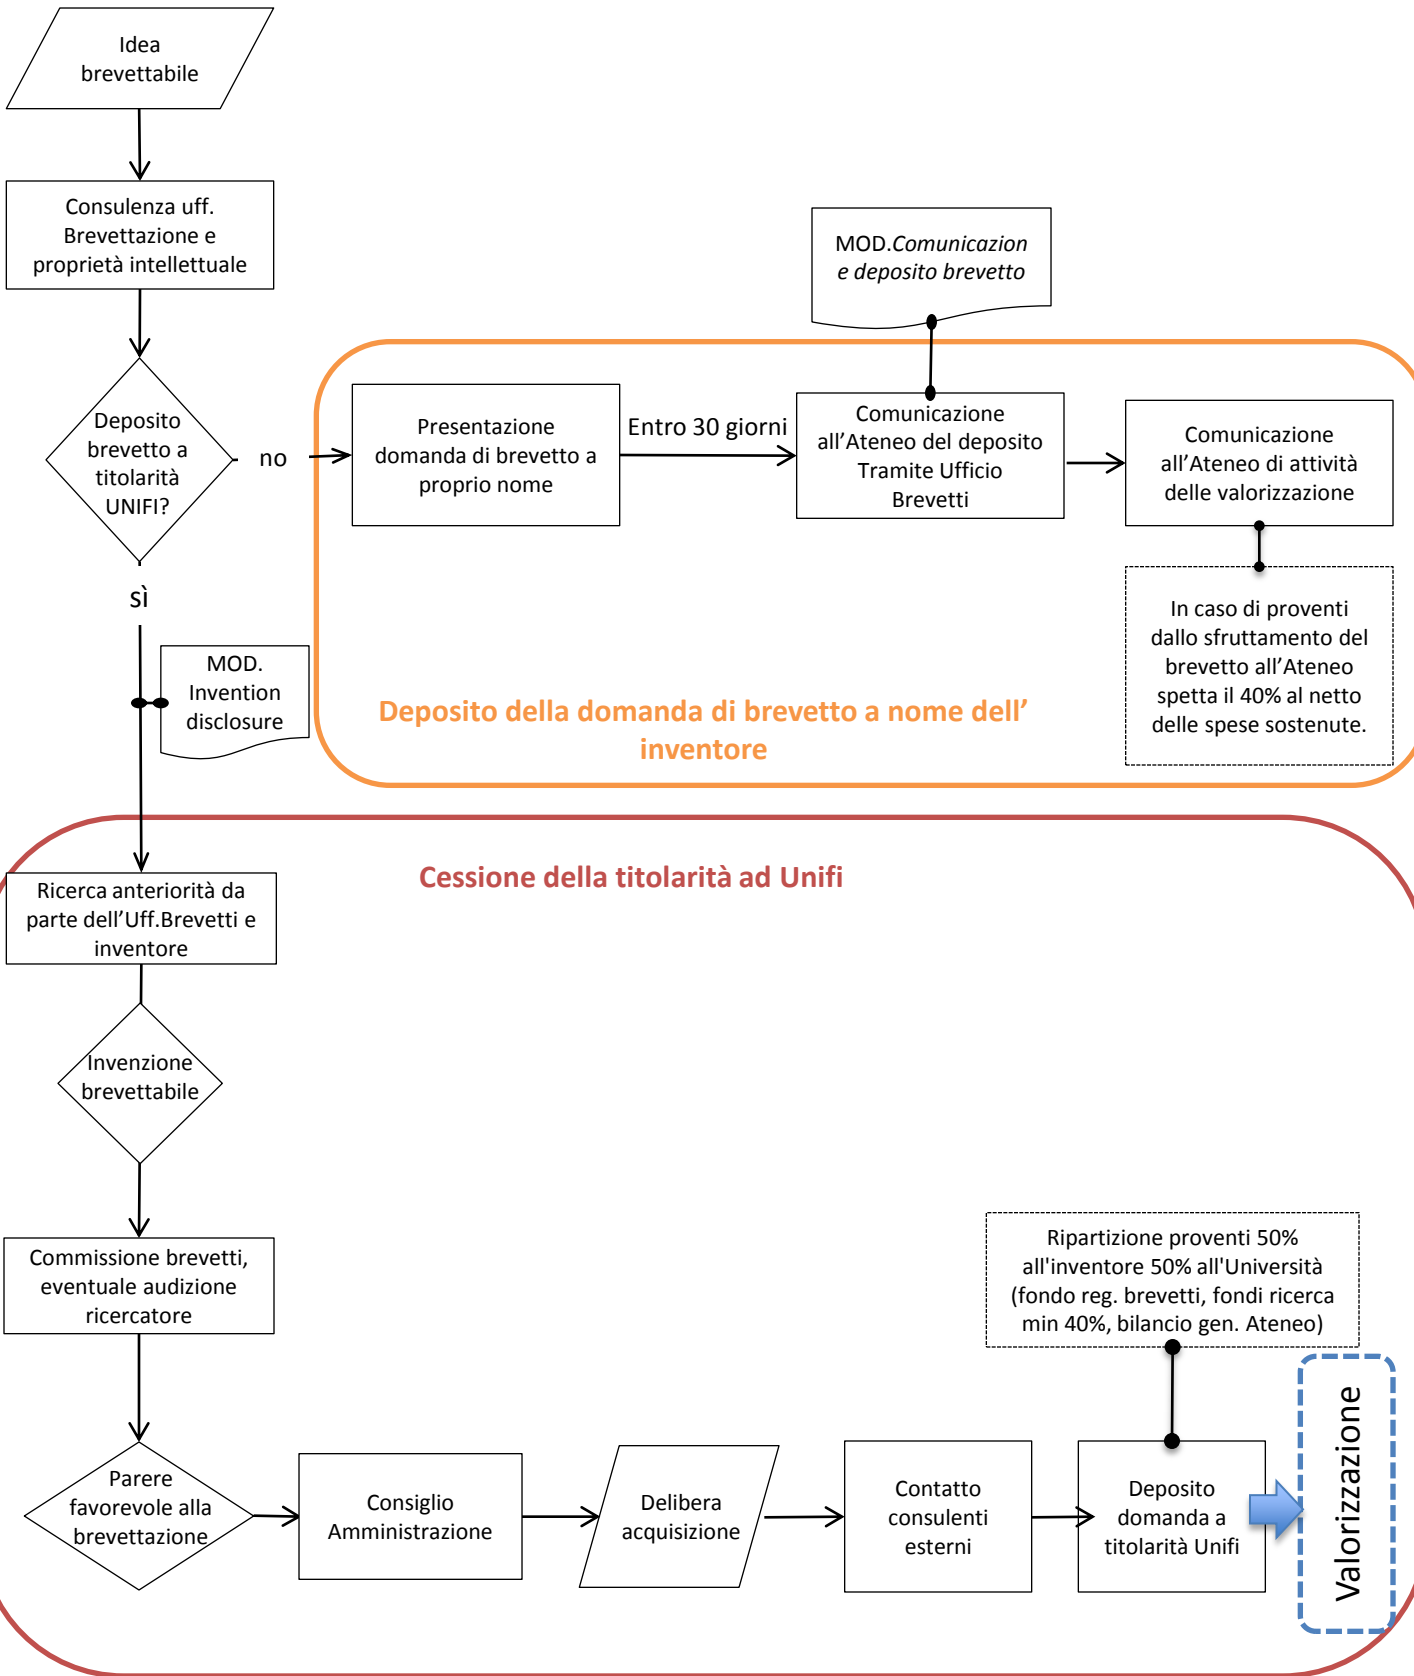 Idea
brevettabile
Consulenza uff.
Brevettazione e
proprietà intellettuale
MOD.Comunicazion
e deposito brevetto
Deposito
brevetto a
titolarità
UNIFI?
no
Presentazione
domanda di brevetto a
proprio nome
Entro 30 giorni
Comunicazione
all’Ateneo del deposito
Tramite Ufficio
Brevetti
Comunicazione
all’Ateneo di attività
delle valorizzazione
sì
In caso di proventi
dallo sfruttamento del
brevetto all’Ateneo
spetta il 40% al netto
delle spese sostenute.
MOD.
Invention
disclosure
Deposito della domanda di brevetto a nome dell’
inventore
Cessione della titolarità ad Unifi
Ricerca anteriorità da
parte dell’Uff.Brevetti e
inventore
Invenzione
brevettabile
Commissione brevetti,
eventuale audizione
ricercatore
Ripartizione proventi 50%
all'inventore 50% all'Università
(fondo reg. brevetti, fondi ricerca
min 40%, bilancio gen. Ateneo)
Parere
favorevole alla
brevettazione
Consiglio
Amministrazione
Delibera
acquisizione
Contatto
consulenti
esterni
Deposito
domanda a
titolarità Unifi
Valorizzazione